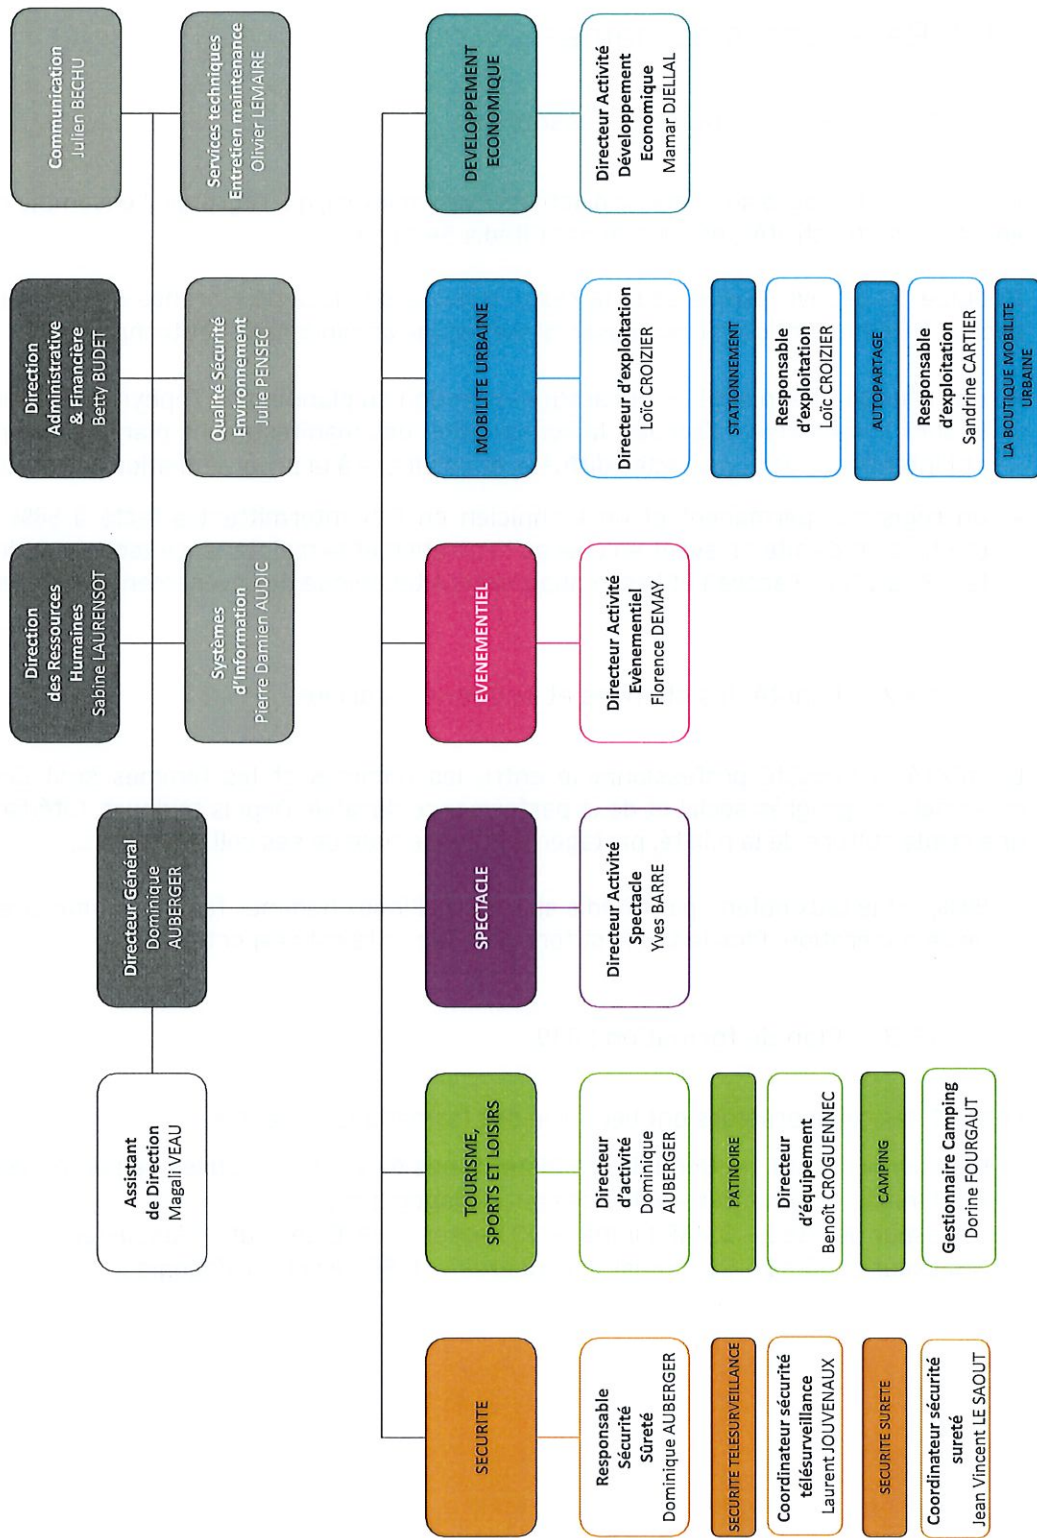 Assistant
de Direction
Magali VEAU
Directeur Général
Dominique
AUBERGER
Direction
des Ressources
Humaines
Sabine LAURENSOT
Direction
Administrative
& Financière
Betty BUDET
Communication
Julien BECHU
Systèmes
d'Information
Pierre Damien AUDIC
Qualité Sécurité
Environnement
Julie PENSEC
Services techniques
Entretien maintenance
Olivier LEMAIRE
SECURITE
Responsable
Sécurité
Sûreté
Dominique AUBERGER
SECURITE TELESURVEILLANCE
Coordinateur sécurité
télésurveillance
Laurent JOUVENAUX
SECURITE SURETE
Coordinateur sécurité
sureté
Jean Vincent LE SAOUT
TOURISME,
SPORTS ET LOISIRS
Directeur
d'activité
Dominique
AUBERGER
PATINOIRE
Directeur
d'équipement
Benoît CROGUENNEC
CAMPING
Gestionnaire Camping
Dorine FOURGAUT
SPECTACLE
Directeur Activité
Spectacle
Yves BARRE
EVENEMENTIEL
Directeur Activité
Evènementiel
Florence DEMAY
MOBILITE URBAINE
Directeur d'exploitation
Loïc CROIZIER
STATIONNEMENT
Responsable
d'exploitation
Loïc CROIZIER
AUTOPARTAGE
Responsable
d'exploitation
Sandrine CARTIER
LA BOUTIQUE MOBILITE
URBAINE
DEVELOPPEMENT
ECONOMIQUE
Directeur Activité
Développement
Economique
Mamar DJELLAL